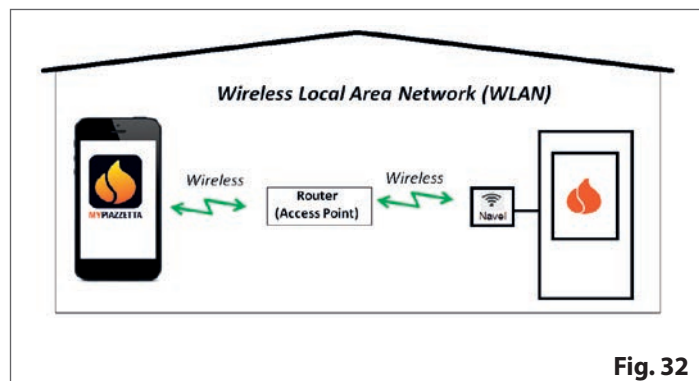 Wireless Local Area Network (WLAN)
MYPIAZZETTA
Wireless
Router
(Access Point)
Wireless
Navel
Fig. 32